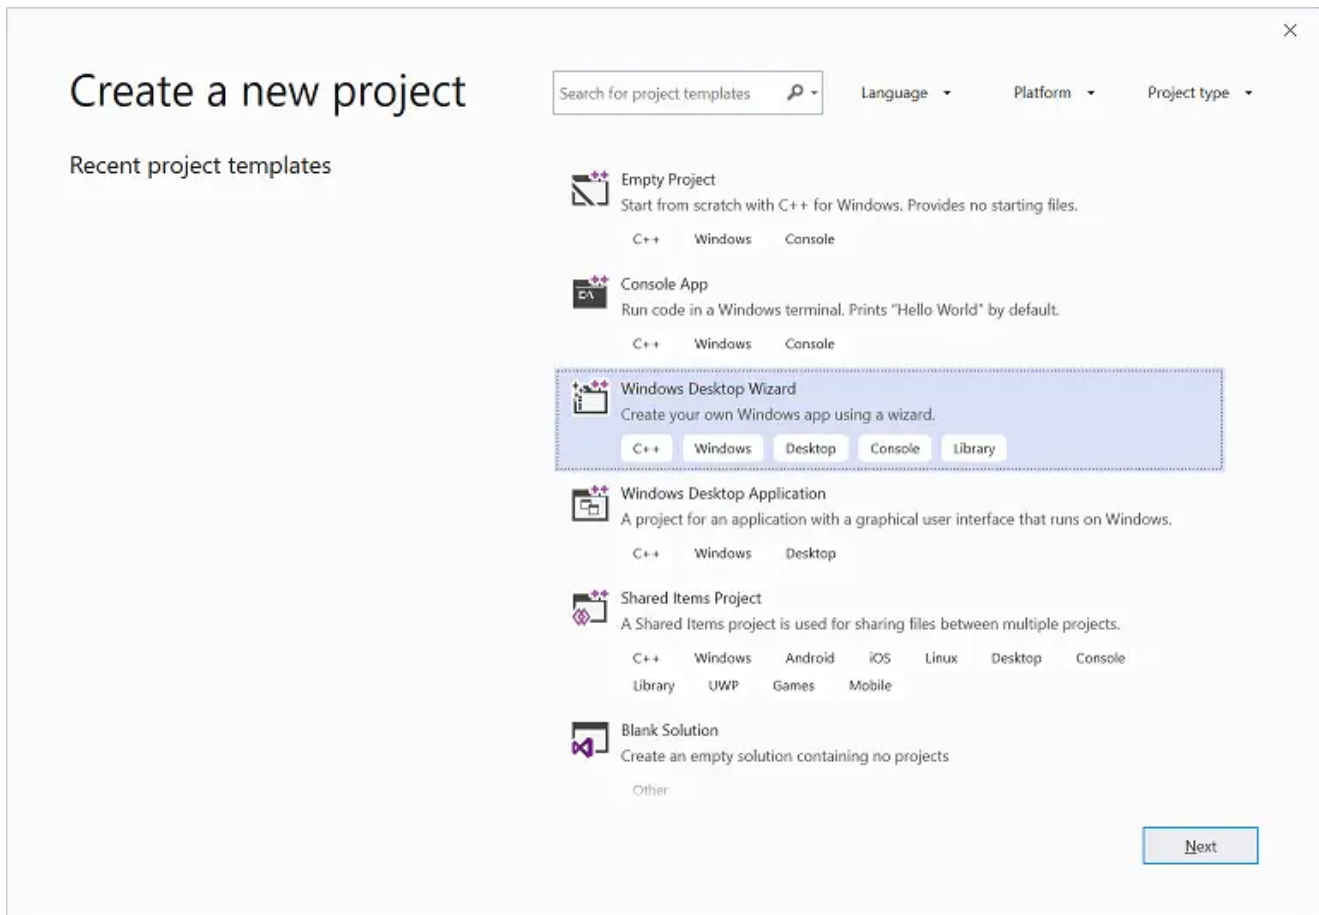 Create a new project
Search for project templates
Language
Platform
Project type
Recent project templates
Empty Project
Start from scratch with C++ for Windows. Provides no starting files.
C++ Windows Console
Console App
Run code in a Windows terminal. Prints "Hello World" by default.
C++ Windows Console
Windows Desktop Wizard
Create your own Windows app using a wizard.
C++ Windows Desktop Console Library
Windows Desktop Application
A project for an application with a graphical user interface that runs on Windows.
C++ Windows Desktop
Shared Items Project
A Shared Items project is used for sharing files between multiple projects.
C++ Windows Android iOS Linux Desktop Console
Library UWP Games Mobile
Blank Solution
Create an empty solution containing no projects
Other
Next